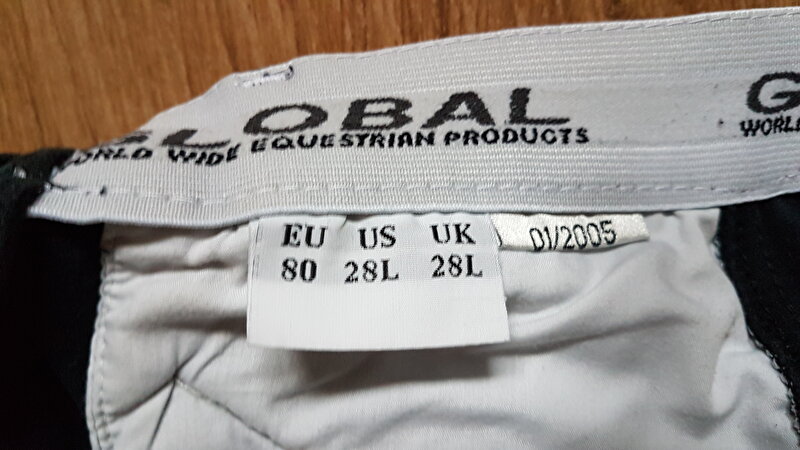 GLOBAL
WORLD WIDE EQUESTRIAN PRODUCTS
EU US UK
80 28L 28L
01/2005